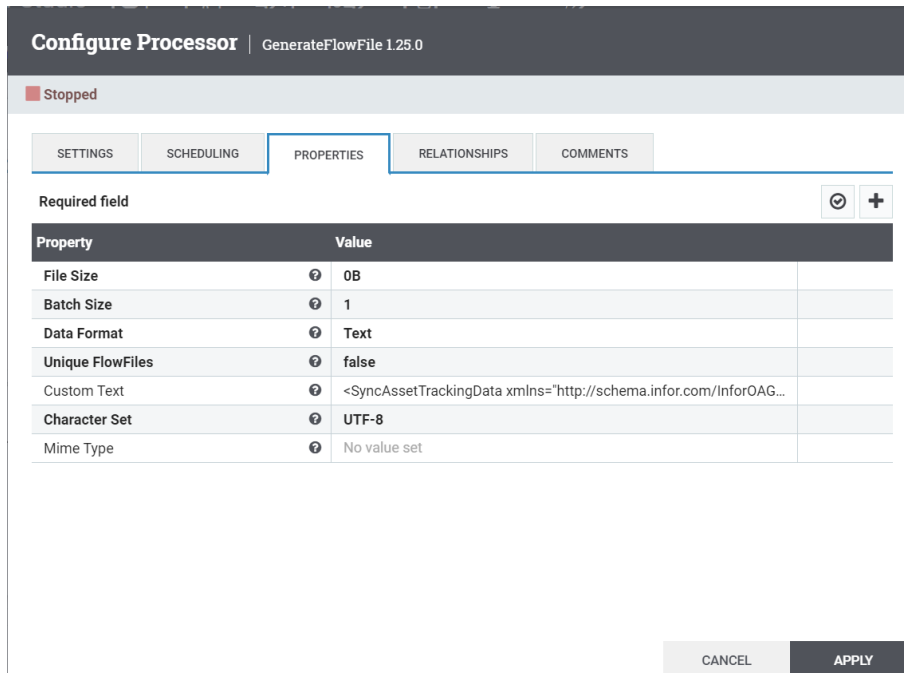 Configure Processor | GenerateFlowFile 1.25.0
Stopped
SETTINGS SCHEDULING PROPERTIES RELATIONSHIPS COMMENTS
Required field
Property Value
File Size 0B
Batch Size 1
Data Format Text
Unique FlowFiles false
Custom Text <SyncAssetTrackingData xmlns="http://schema.infor.com/InforOAG...
Character Set UTF-8
Mime Type No value set
CANCEL APPLY